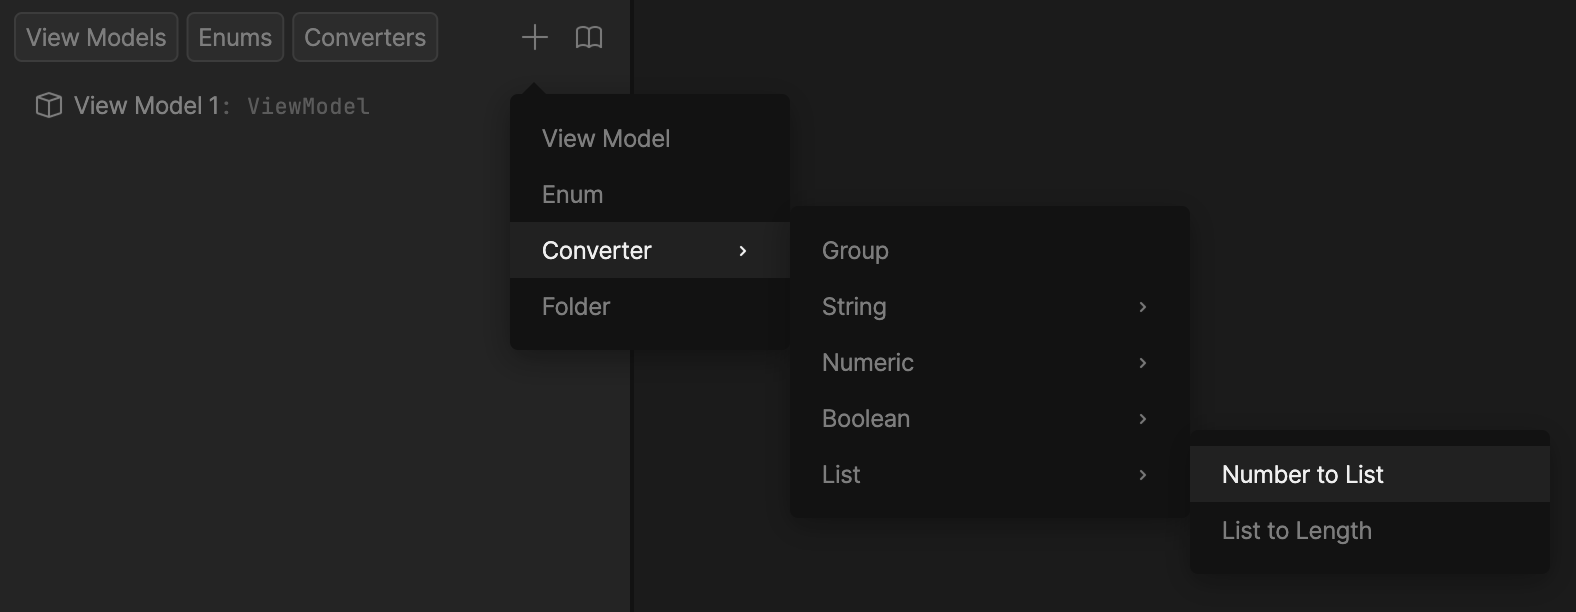 View Models Enums Converters
View Model 1: ViewModel
View Model
Enum
Converter
Folder
Group
String
Numeric
Boolean
List
Number to List
List to Length